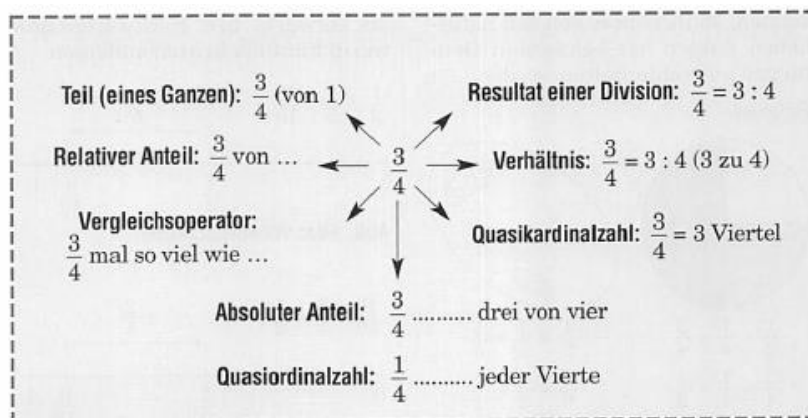 Teil (eines Ganzen): 3/4 (von 1)
Resultat einer Division: 3/4 = 3 : 4
Relativer Anteil: 3/4 von ...
3/4
Verhältnis: 3/4 = 3 : 4 (3 zu 4)
Vergleichsoperator:
3/4 mal so viel wie ...
Quasikardinalzahl: 3/4 = 3 Viertel
Absoluter Anteil: 3/4 .......... drei von vier
Quasiordinalzahl: 1/4 .......... jeder Vierte